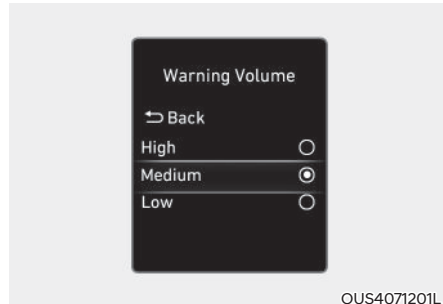 Warning Volume
Back
High
Medium
Low
OUS4071201L